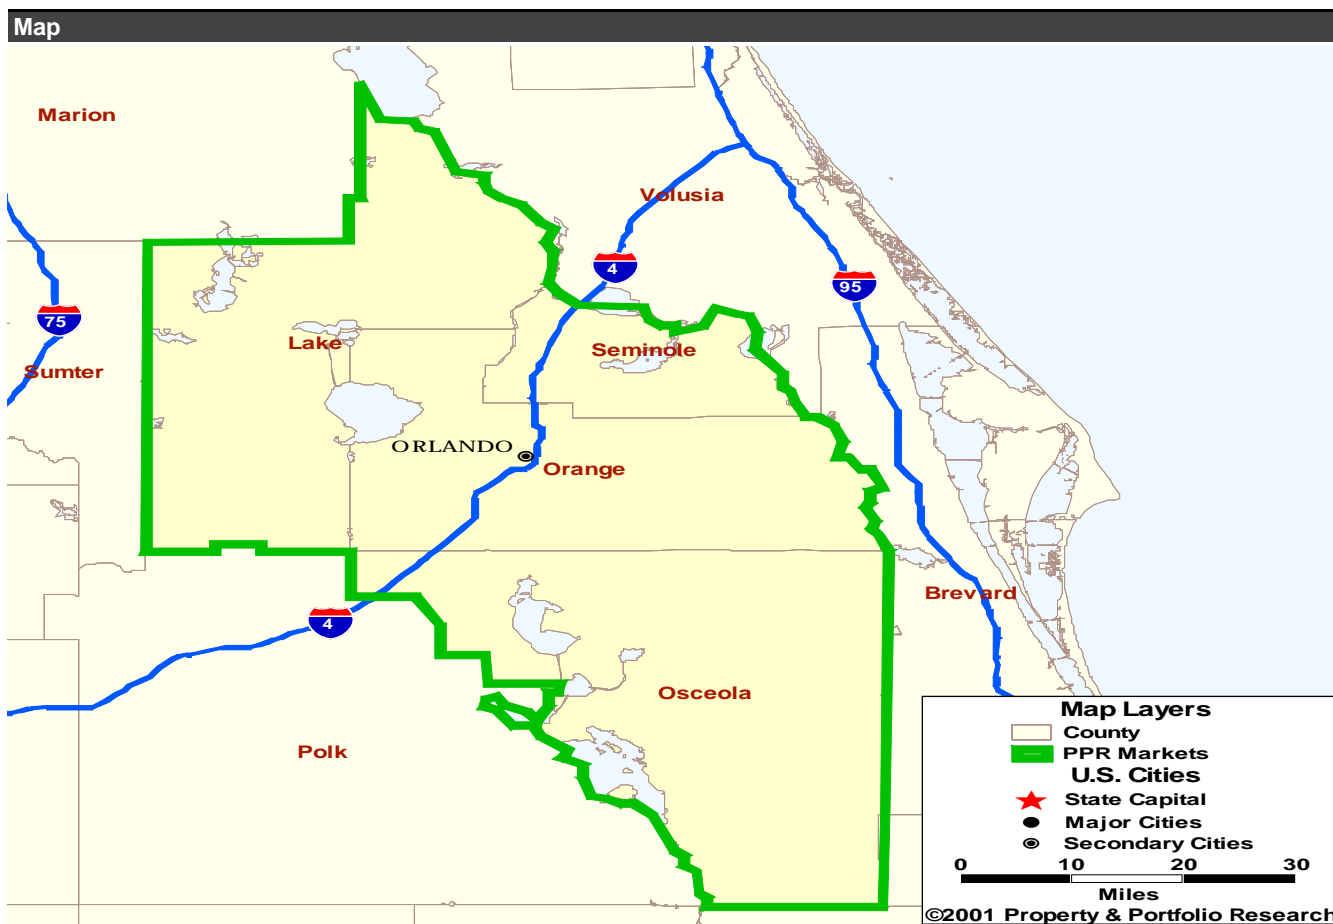 Map
Marion
Volusia
4
95
75
Lake
Seminole
Sumter
ORLANDO
Orange
Brevard
4
Osceola
Polk
Map Layers
County
PPR Markets
U.S. Cities
State Capital
Major Cities
Secondary Cities
0 10 20 30
Miles
©2001 Property & Portfolio Research